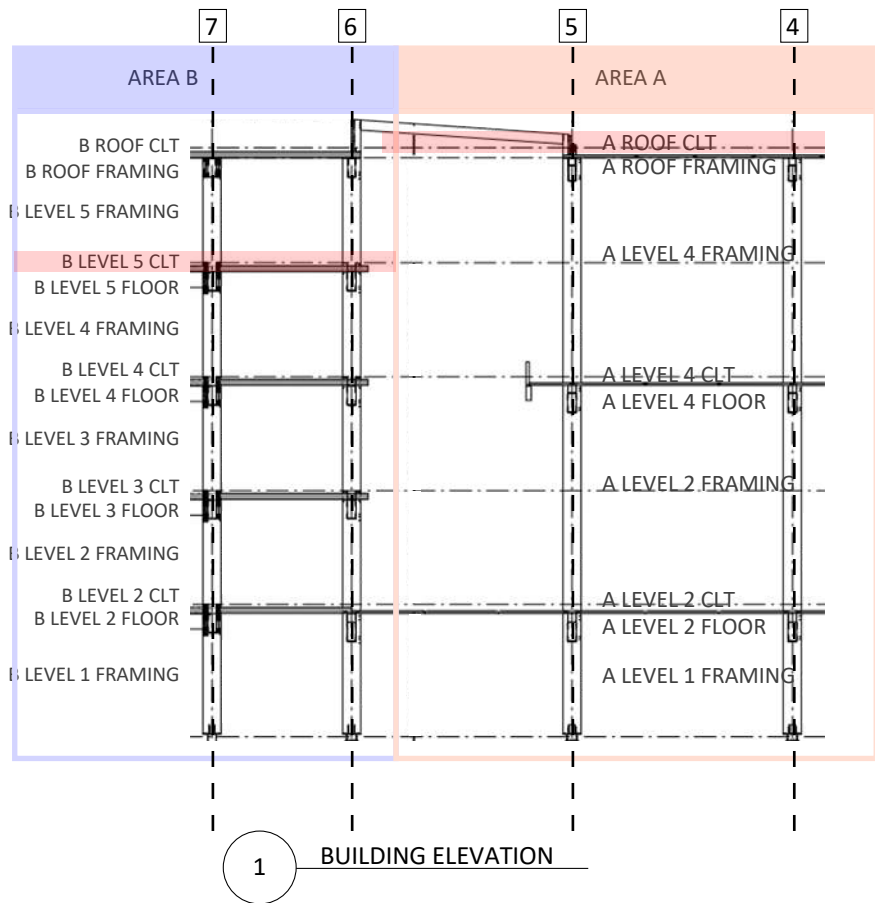 7
6
5
4
AREA B
AREA A
B ROOF CLT
B ROOF FRAMING
B LEVEL 5 FRAMING
B LEVEL 5 CLT
B LEVEL 5 FLOOR
B LEVEL 4 FRAMING
B LEVEL 4 CLT
B LEVEL 4 FLOOR
B LEVEL 3 FRAMING
B LEVEL 3 CLT
B LEVEL 3 FLOOR
B LEVEL 2 FRAMING
B LEVEL 2 CLT
B LEVEL 2 FLOOR
B LEVEL 1 FRAMING
A ROOF CLT
A ROOF FRAMING
A LEVEL 4 FRAMING
A LEVEL 4 CLT
A LEVEL 4 FLOOR
A LEVEL 2 FRAMING
A LEVEL 2 CLT
A LEVEL 2 FLOOR
A LEVEL 1 FRAMING
1
BUILDING ELEVATION